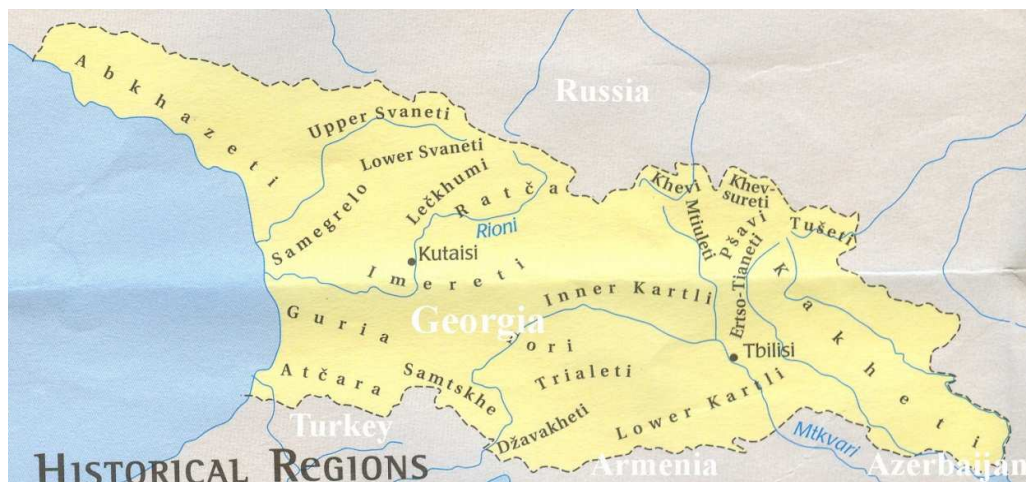 Abkhazeti
Russia
Upper Svaneti
Lower Svaneti
Lečkhumi
Ratča
Samegrelo
Rioni
Kutaisi
Imereti
Khevi
Khev-
sureti
Mtiuleti
Pšavi
Tušeti
Ertso-Tianeti
Kakheti
Inner Kartli
Guria
Georgia
ori
Tbilisi
Trialeti
Atčara
Samtskhe
Lower Kartli
Džavakheti
Turkey
Mtkvari
Armenia
Azerbaijan
HISTORICAL REGIONS